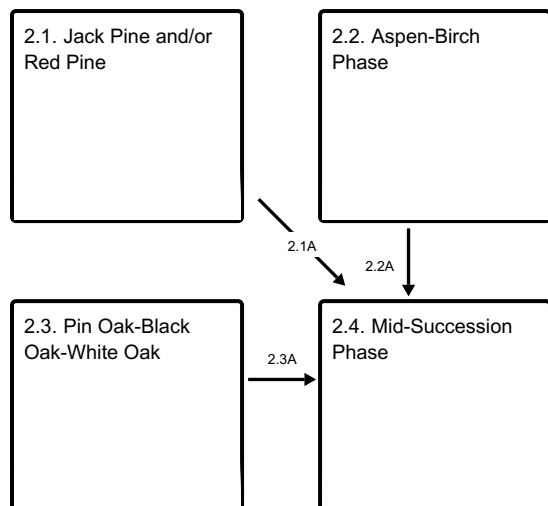 2.1. Jack Pine and/or
Red Pine
2.2. Aspen-Birch
Phase
2.1A
2.2A
2.3. Pin Oak-Black
Oak-White Oak
2.3A
2.4. Mid-Succession
Phase